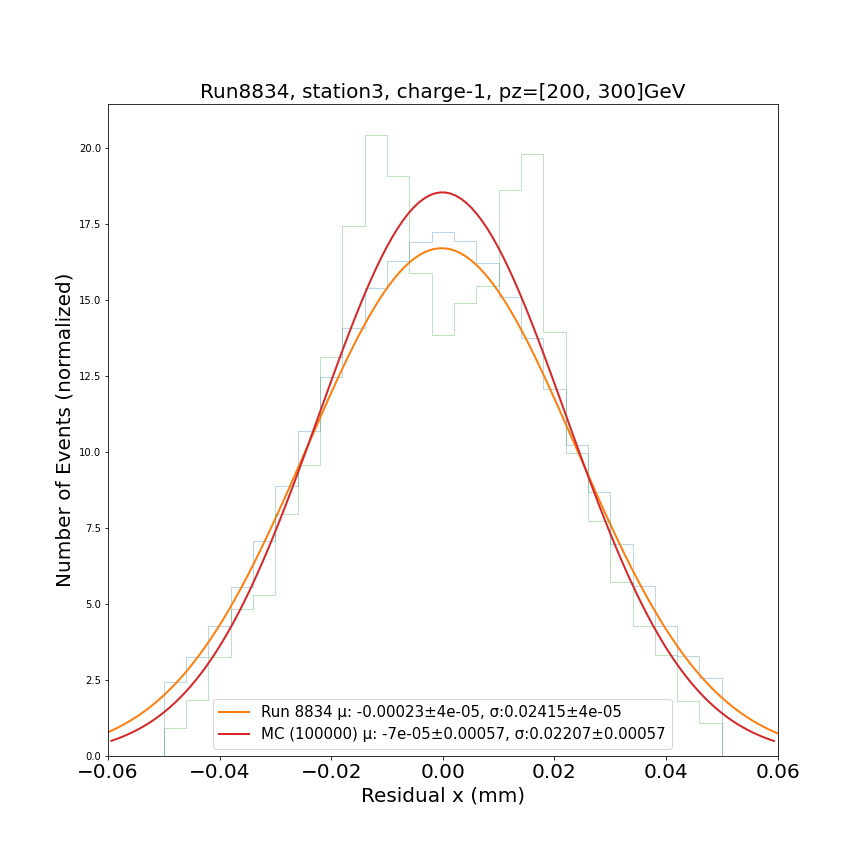 Run8834, station3, charge-1, pz=[200, 300]GeV
Number of Events (normalized)
20.0
17.5
15.0
12.5
10.0
7.5
5.0
2.5
0.0
Run 8834 μ: -0.00023±4e-05, σ:0.02415±4e-05
MC (100000) μ: -7e-05±0.00057, σ:0.02207±0.00057
−0.06 −0.04 −0.02 0.00 0.02 0.04 0.06
Residual x (mm)